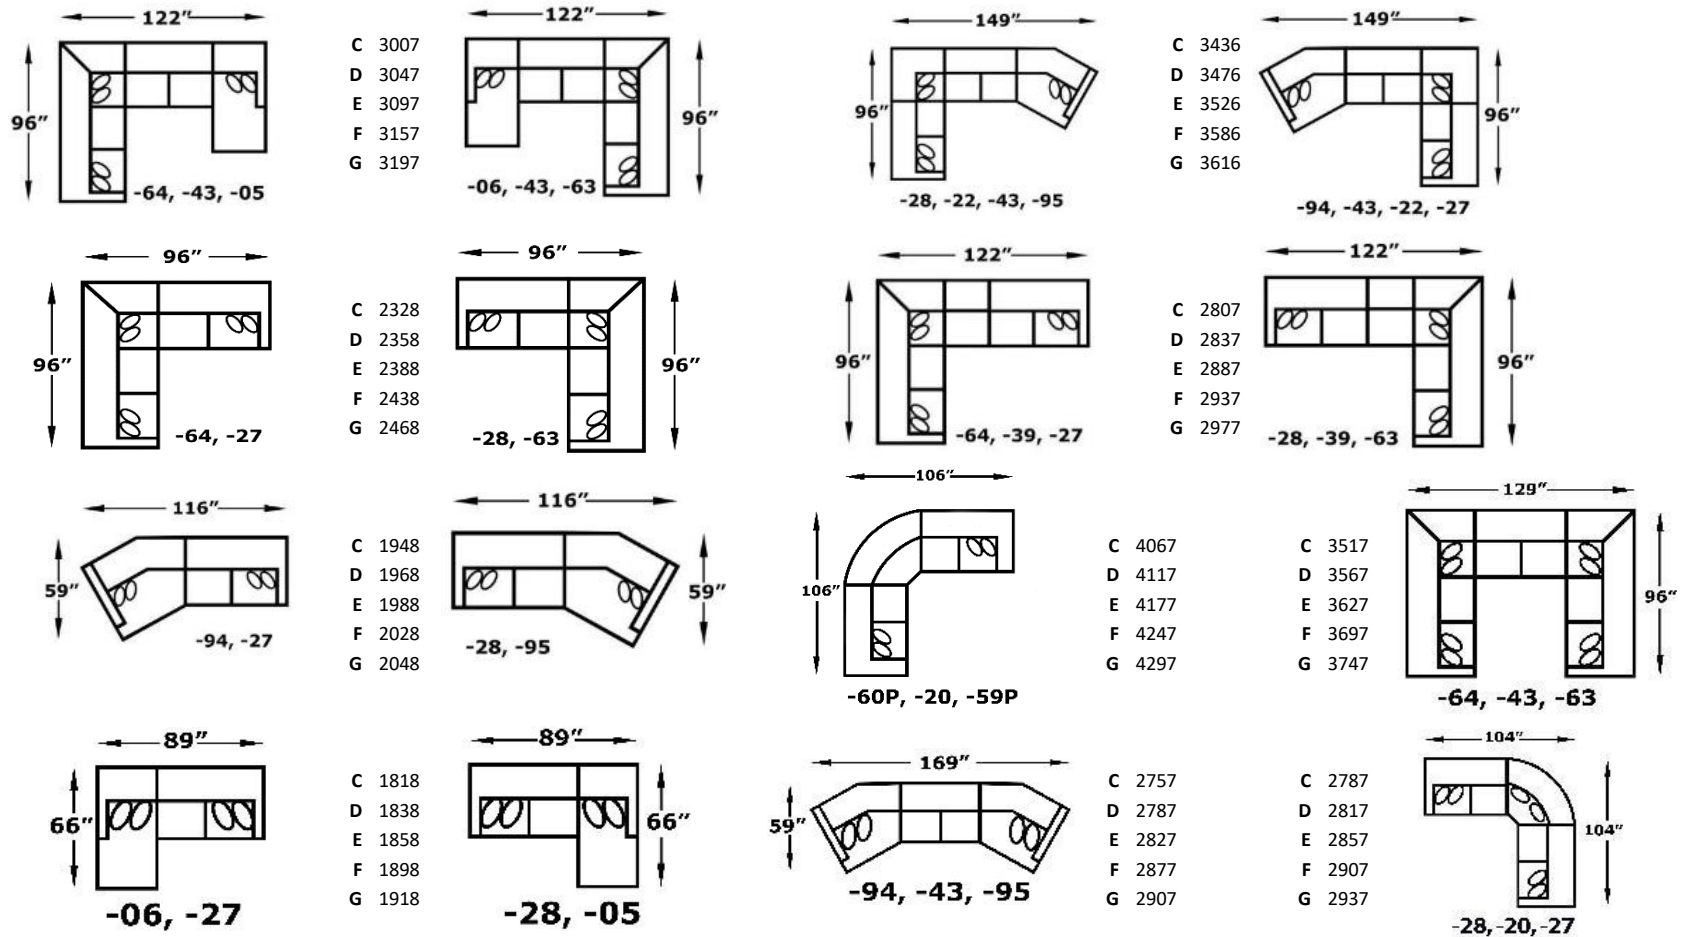 122”
96”
-64, -43, -05
C 3007
D 3047
E 3097
F 3157
G 3197
122”
96”
-06, -43, -63
149”
96”
-28, -22, -43, -95
C 3436
D 3476
E 3526
F 3586
G 3616
149”
96”
-94, -43, -22, -27
96”
96”
-64, -27
C 2328
D 2358
E 2388
F 2438
G 2468
96”
96”
-28, -63
122”
96”
-64, -39, -27
C 2807
D 2837
E 2887
F 2937
G 2977
122”
96”
-28, -39, -63
116”
59”
-94, -27
C 1948
D 1968
E 1988
F 2028
G 2048
116”
59”
-28, -95
106”
106”
-60P, -20, -59P
C 4067
D 4117
E 4177
F 4247
G 4297
C 3517
D 3567
E 3627
F 3697
G 3747
129”
96“
-64, -43, -63
89”
66”
-06, -27
C 1818
D 1838
E 1858
F 1898
G 1918
89”
66”
-28, -05
169”
59”
-94, -43, -95
C 2757
D 2787
E 2827
F 2877
G 2907
C 2787
D 2817
E 2857
F 2907
G 2937
104”
104”
-28,-20,-27